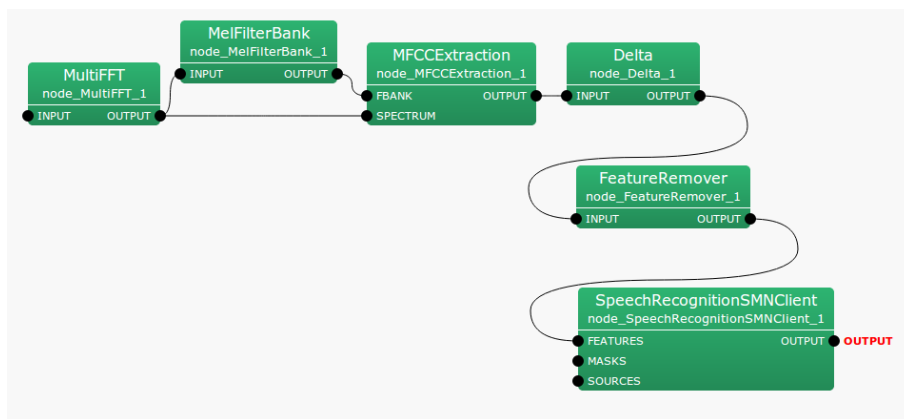 MelFilterBank
node_MelFilterBank_1
INPUT OUTPUT
MultiFFT
node_MultiFFT_1
INPUT OUTPUT
MFCCExtraction
node_MFCCExtraction_1
FBANK OUTPUT
SPECTRUM
Delta
node_Delta_1
INPUT OUTPUT
FeatureRemover
node_FeatureRemover_1
INPUT OUTPUT
SpeechRecognitionSMNClient
node_SpeechRecognitionSMNClient_1
FEATURES OUTPUT OUTPUT
MASKS
SOURCES